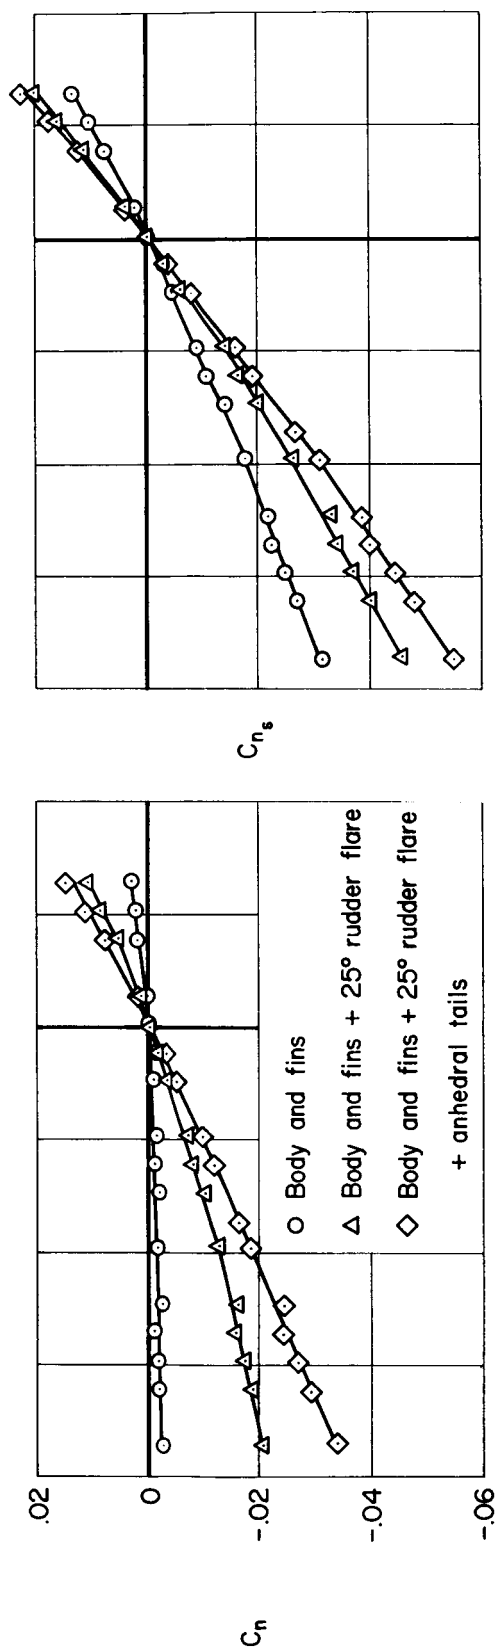 .02
0
-.02
-.04
-.06
Cn
○ Body and fins
△ Body and fins + 25° rudder flare
◇ Body and fins + 25° rudder flare
+ anhedral tails
Cns